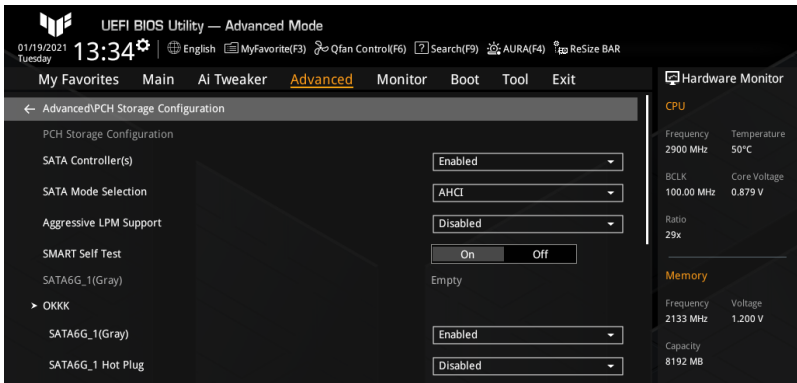 UEFI BIOS Utility — Advanced Mode
01/19/2021
Tuesday
13:34
English
MyFavorite(F3)
Qfan Control(F6)
? Search(F9)
AURA(F4)
ReSize BAR
My Favorites Main Ai Tweaker Advanced Monitor Boot Tool Exit
Hardware Monitor
← Advanced\PCH Storage Configuration
PCH Storage Configuration
SATA Controller(s) Enabled
SATA Mode Selection AHCI
Aggressive LPM Support Disabled
SMART Self Test On Off
SATA6G_1(Gray) Empty
OKKK
SATA6G_1(Gray) Enabled
SATA6G_1 Hot Plug Disabled
CPU
Frequency Temperature
2900 MHz 50°C
BCLK Core Voltage
100.00 MHz 0.879 V
Ratio
29x
Memory
Frequency Voltage
2133 MHz 1.200 V
Capacity
8192 MB